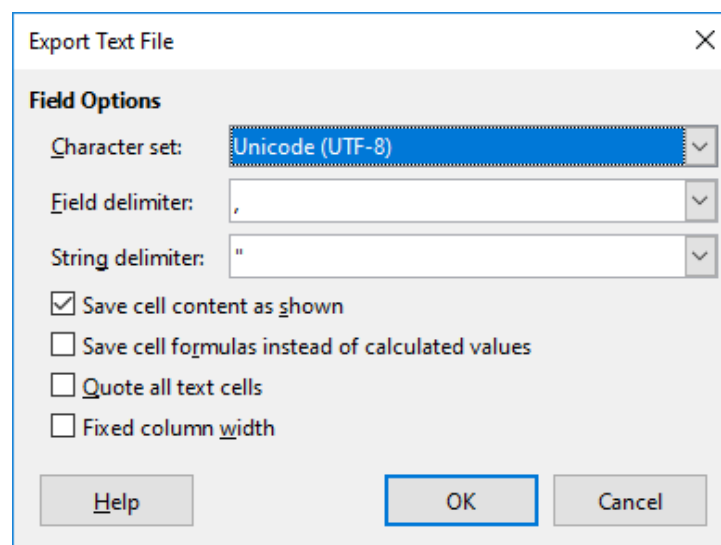 Export Text File
Field Options
Character set: Unicode (UTF-8)
Field delimiter: ,
String delimiter: "
Save cell content as shown
Save cell formulas instead of calculated values
Quote all text cells
Fixed column width
Help OK Cancel